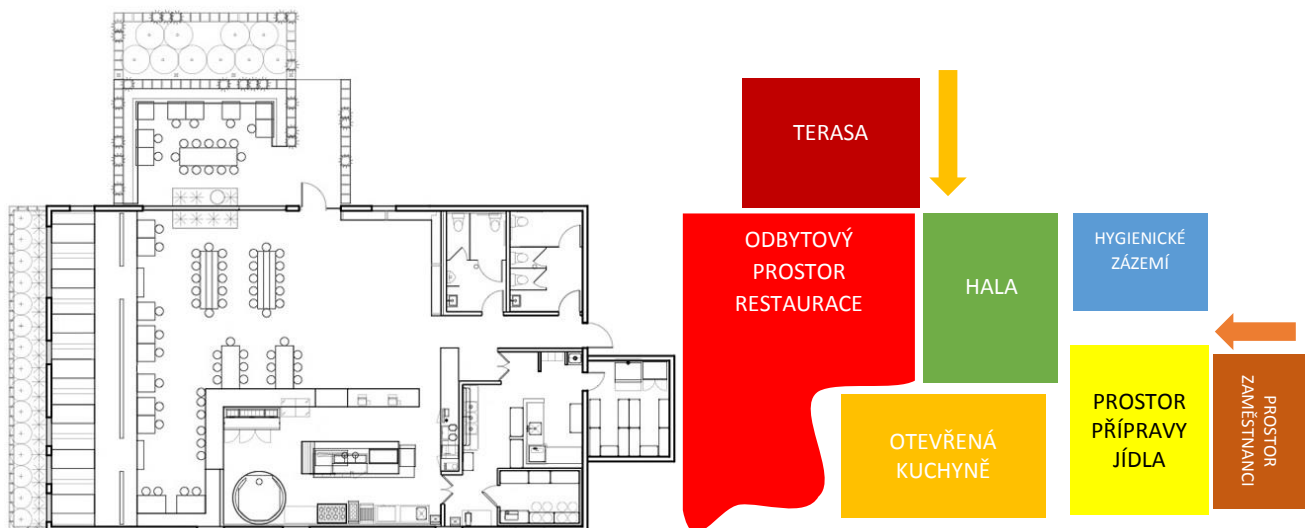 TERASA
ODBYTOVÝ
PROSTOR
RESTAURACE
HALA
HYGIENICKÉ
ZÁZEMÍ
OTEVŘENÁ
KUCHYNĚ
PROSTOR
PŘÍPRAVY
JÍDLA
PROSTOR
ZAMĚSTNANCI